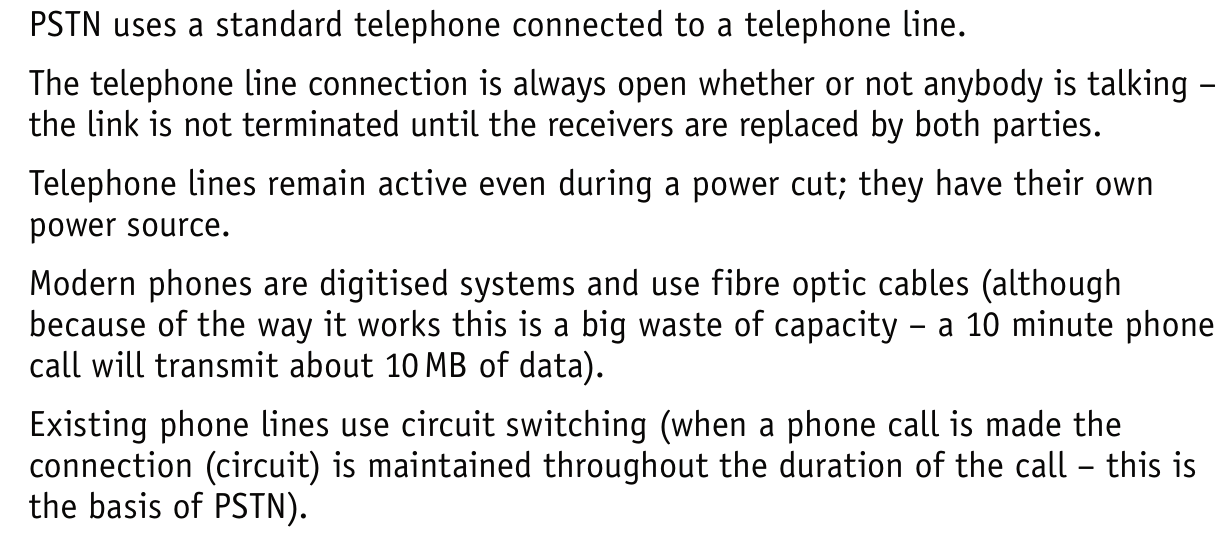 PSTN uses a standard telephone connected to a telephone line.
The telephone line connection is always open whether or not anybody is talking –
the link is not terminated until the receivers are replaced by both parties.
Telephone lines remain active even during a power cut; they have their own
power source.
Modern phones are digitised systems and use fibre optic cables (although
because of the way it works this is a big waste of capacity – a 10 minute phone
call will transmit about 10 MB of data).
Existing phone lines use circuit switching (when a phone call is made the
connection (circuit) is maintained throughout the duration of the call – this is
the basis of PSTN).